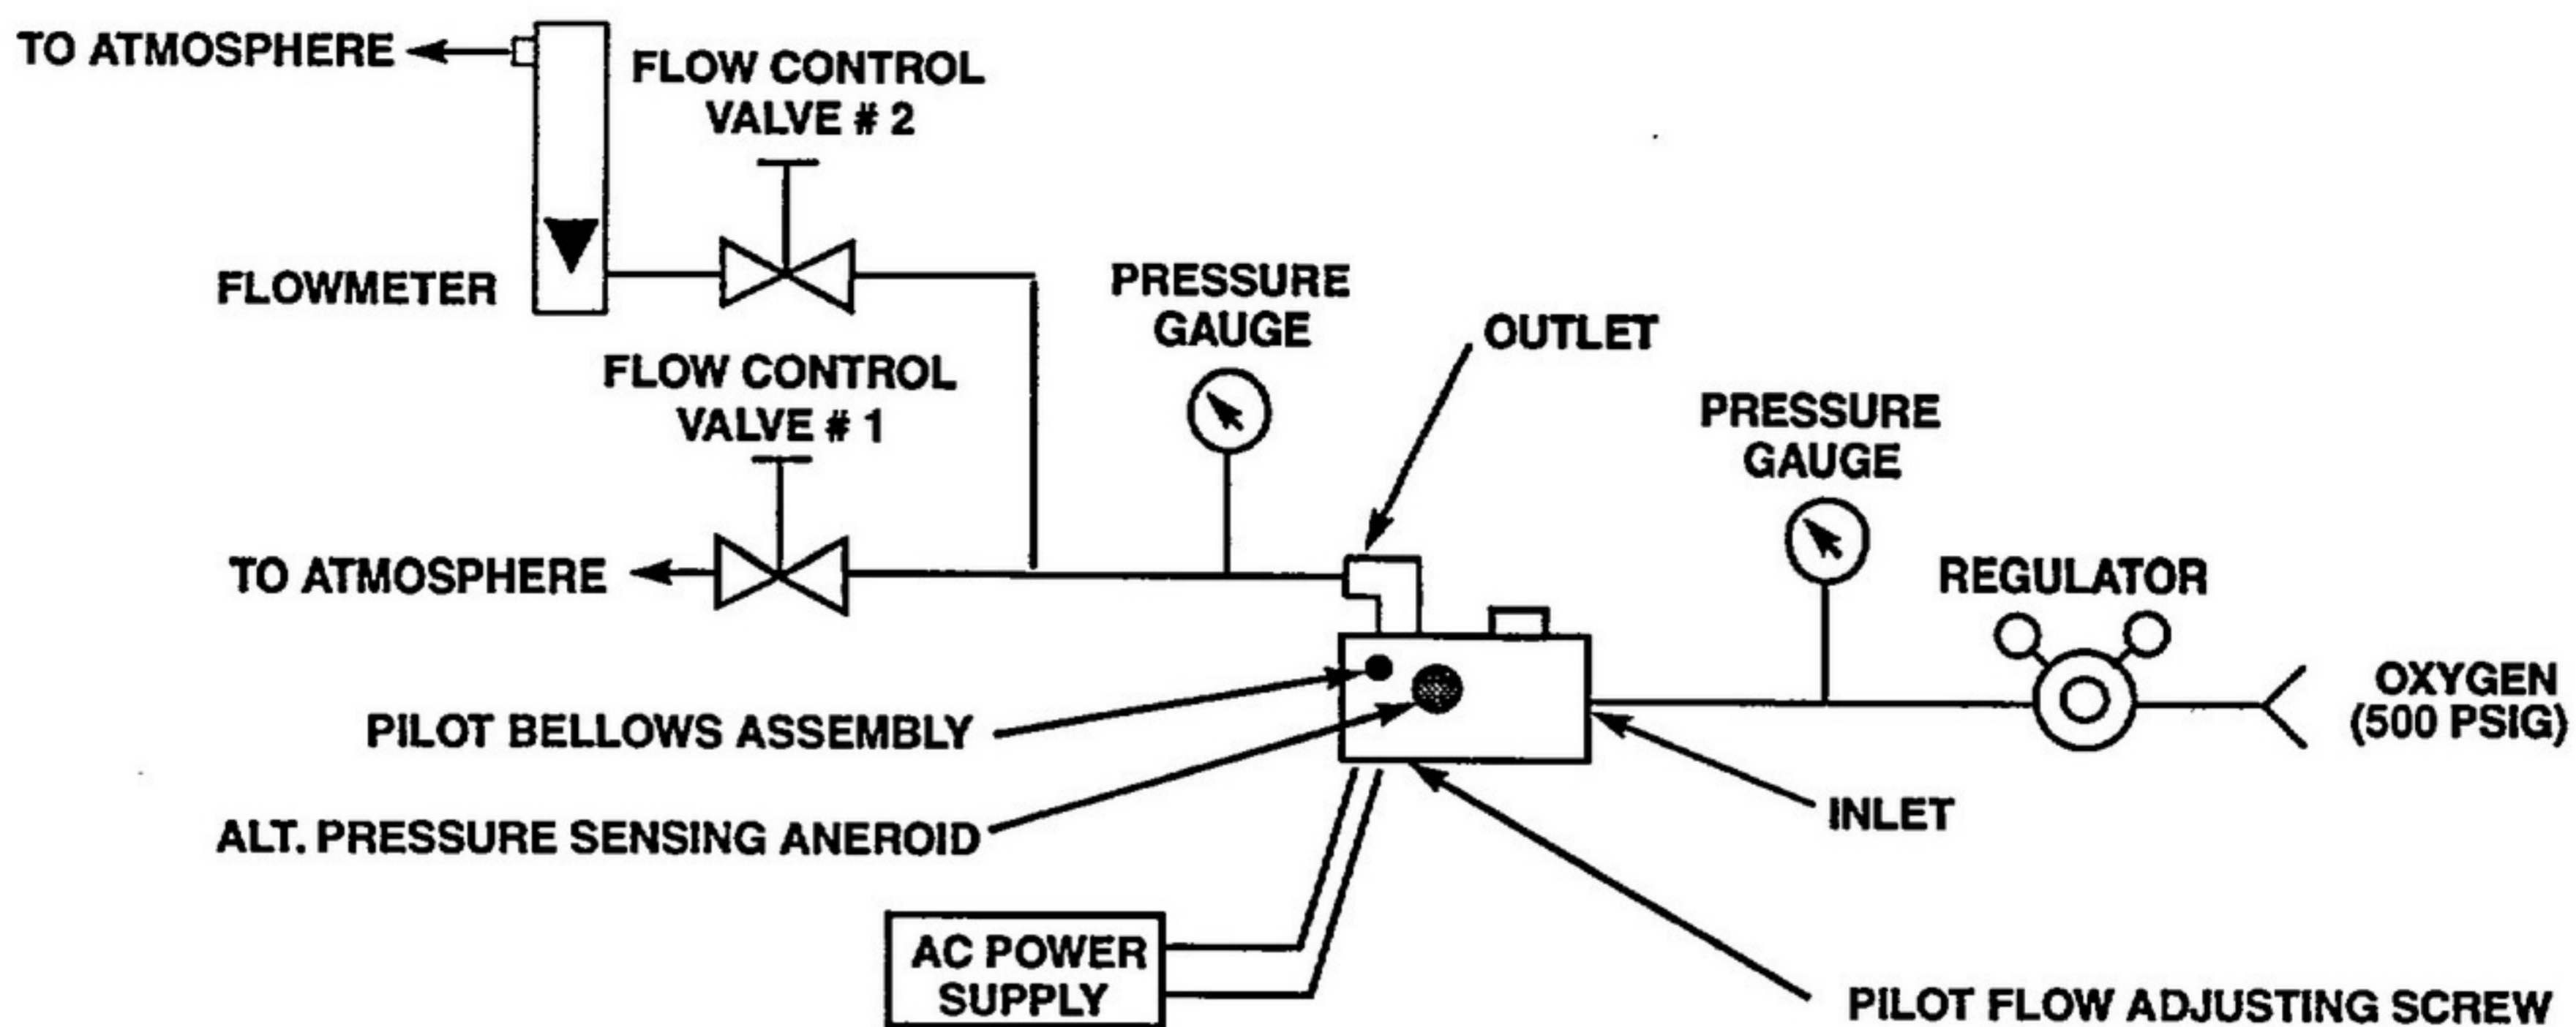 TO ATMOSPHERE
FLOW CONTROL
VALVE # 2
FLOWMETER
PRESSURE
GAUGE
OUTLET
FLOW CONTROL
VALVE # 1
PRESSURE
GAUGE
TO ATMOSPHERE
REGULATOR
OXYGEN
(500 PSIG)
PILOT BELLOWS ASSEMBLY
ALT. PRESSURE SENSING ANEROID
INLET
AC POWER
SUPPLY
PILOT FLOW ADJUSTING SCREW